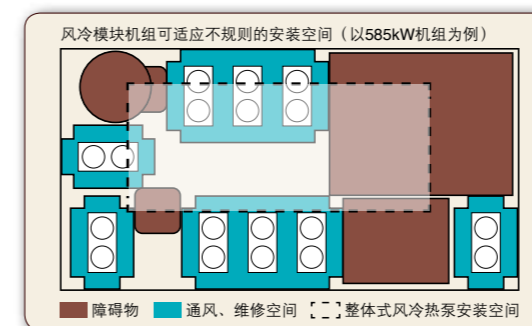 风冷模块机组可适应不规则的安装空间（以585kW机组为例）
障碍物 通风、维修空间 整体式风冷热泵安装空间